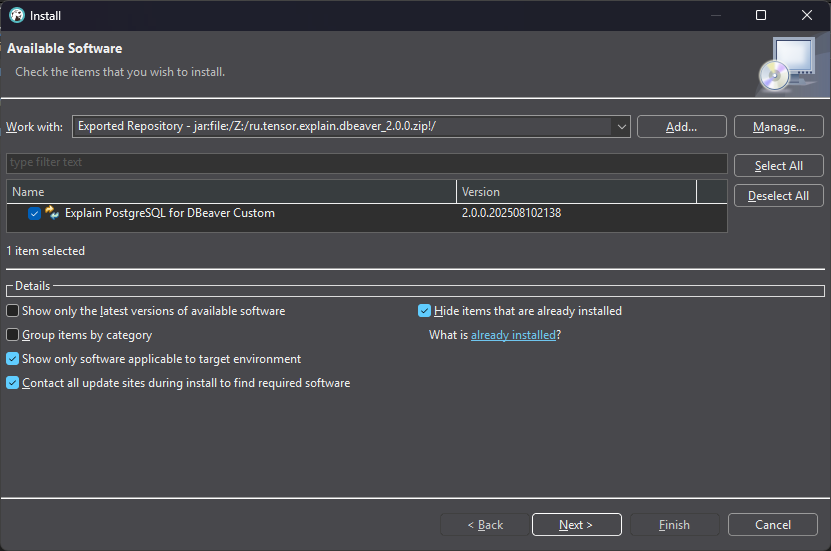 Install
Available Software
Check the items that you wish to install.
Work with: Exported Repository - jar:file:/Z:/ru.tensor.explain.dbeaver_2.0.0.zip!/ Add... Manage...
type filter text Select All
Name Version Deselect All
Explain PostgreSQL for DBeaver Custom 2.0.0.202508102138
1 item selected
Details
Show only the latest versions of available software Hide items that are already installed
Group items by category What is already installed?
Show only software applicable to target environment
Contact all update sites during install to find required software
< Back Next > Finish Cancel